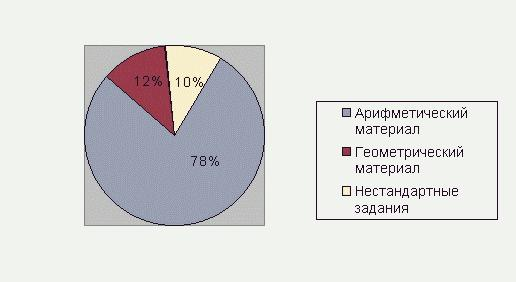 12%
10%
78%
Арифметический
материал
Геометрический
материал
Нестандартные
задания